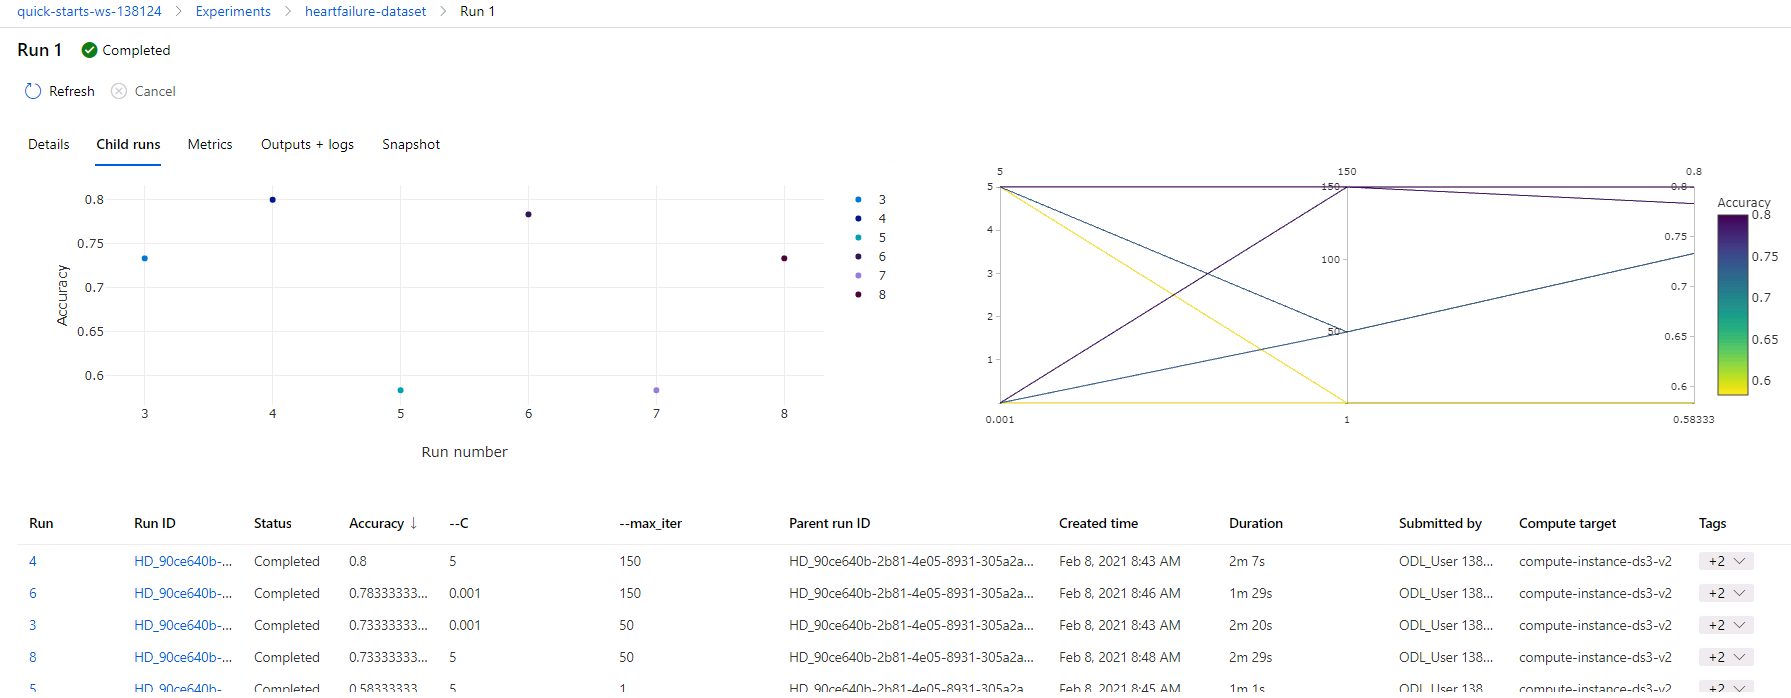 quick-starts-ws-138124 > Experiments > heartfailure-dataset > Run 1
Run 1 Completed
Refresh Cancel
Details Child runs Metrics Outputs + logs Snapshot
0.8
0.75
0.7
0.65
0.6
Accuracy
3 4 5 6 7 8
Run number
3
4
5
6
7
8
5 150 0.8
5 150 0.8
4
3
2
1
100
50
0.75
0.7
0.65
0.6
0.001 1 0.58333
Accuracy
0.8
0.75
0.7
0.65
0.6
Run Run ID Status Accuracy ↓ --C --max_iter Parent run ID Created time Duration Submitted by Compute target Tags
4 HD_90ce640b-... Completed 0.8 5 150 HD_90ce640b-2b81-4e05-8931-305a2a... Feb 8, 2021 8:43 AM 2m 7s ODL_User 138... compute-instance-ds3-v2 +2
6 HD_90ce640b-... Completed 0.78333333... 0.001 150 HD_90ce640b-2b81-4e05-8931-305a2a... Feb 8, 2021 8:46 AM 1m 29s ODL_User 138... compute-instance-ds3-v2 +2
3 HD_90ce640b-... Completed 0.73333333... 0.001 50 HD_90ce640b-2b81-4e05-8931-305a2a... Feb 8, 2021 8:43 AM 2m 20s ODL_User 138... compute-instance-ds3-v2 +2
8 HD_90ce640b-... Completed 0.73333333... 5 50 HD_90ce640b-2b81-4e05-8931-305a2a... Feb 8, 2021 8:48 AM 2m 29s ODL_User 138... compute-instance-ds3-v2 +2
5 HD_90ce640b-... Completed 0.58333333... 5 1 HD_90ce640b-2b81-4e05-8931-305a2a... Feb 8, 2021 8:45 AM 1m 1s ODL_User 138... compute-instance-ds3-v2 +2